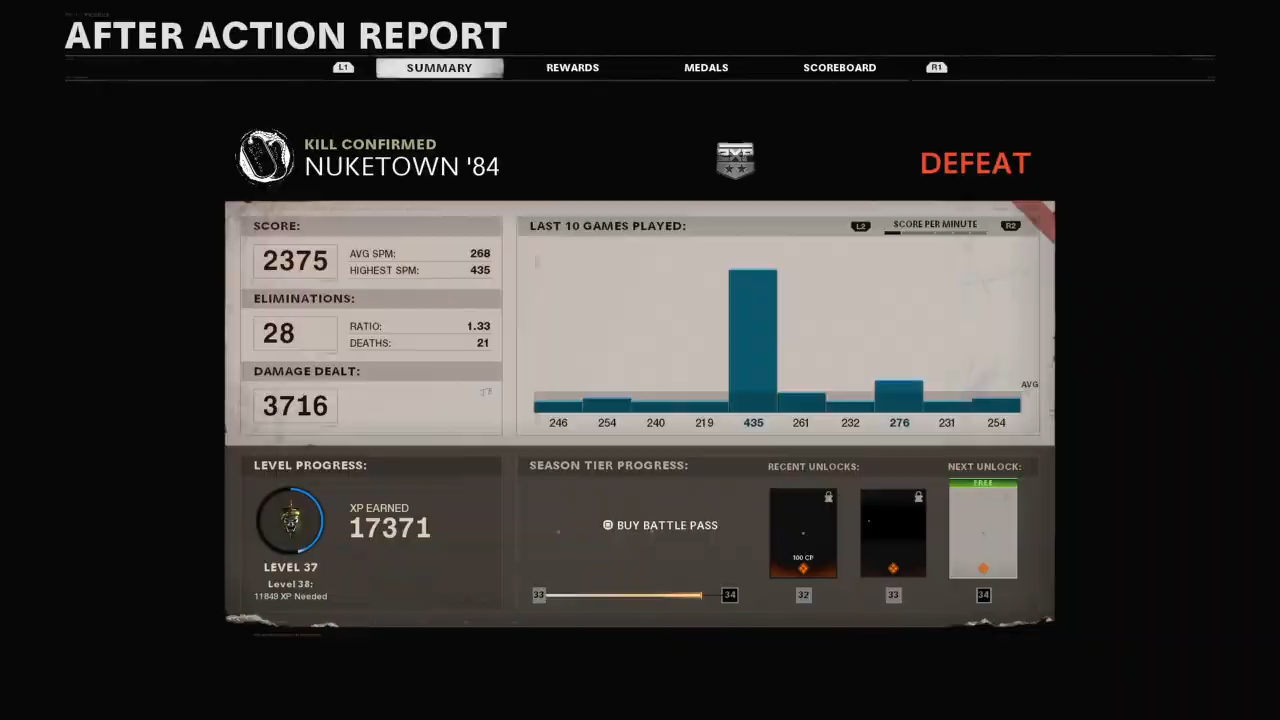 AFTER ACTION REPORT
L1 SUMMARY REWARDS MEDALS SCOREBOARD R1
KILL CONFIRMED
NUKETOWN '84
2XP
DEFEAT
SCORE:
2375
AVG SPM: 268
HIGHEST SPM: 435
ELIMINATIONS:
28
RATIO: 1.33
DEATHS: 21
DAMAGE DEALT:
3716
LAST 10 GAMES PLAYED:
L2 SCORE PER MINUTE R2
AVG
246 254 240 219 435 261 232 276 231 254
LEVEL PROGRESS:
XP EARNED
17371
LEVEL 37
Level 38:
11849 XP Needed
SEASON TIER PROGRESS:
BUY BATTLE PASS
33 34
RECENT UNLOCKS:
100 CP
32 33
NEXT UNLOCK:
FREE
34